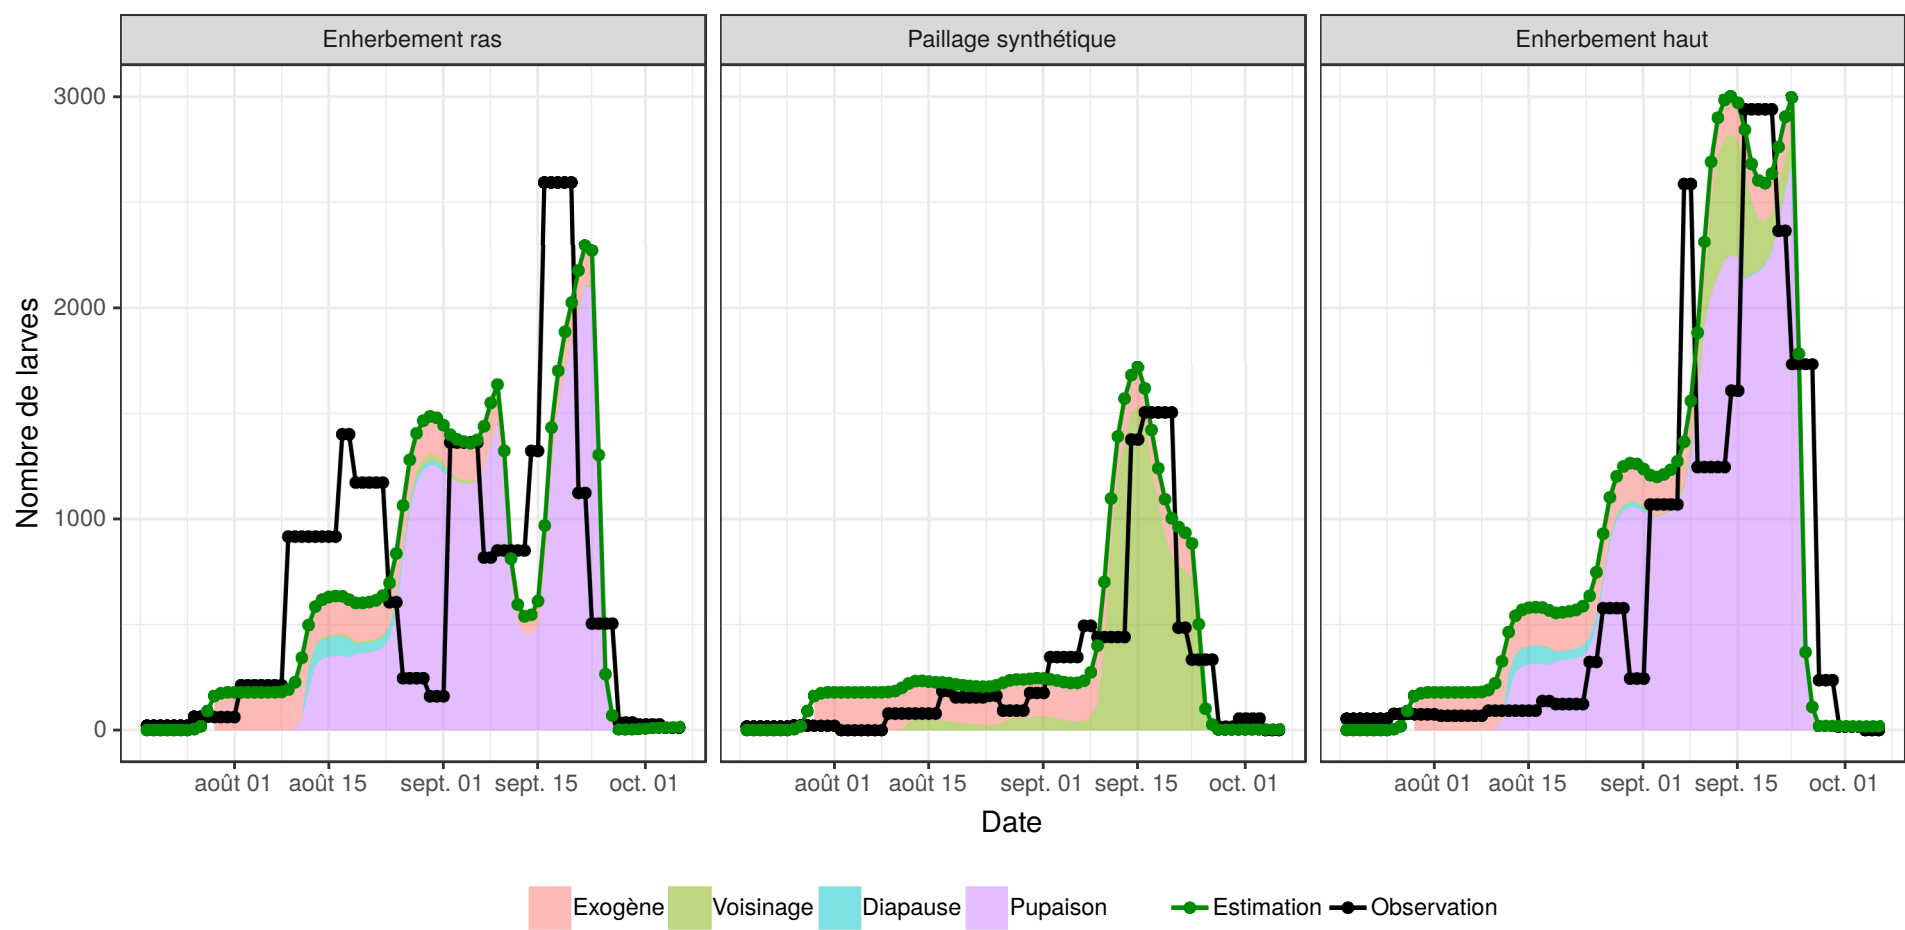 Enherbement ras
Paillage synthétique
Enherbement haut
Nombre de larves
3000
2000
1000
0
août 01 août 15 sept. 01 sept. 15 oct. 01
août 01 août 15 sept. 01 sept. 15 oct. 01
août 01 août 15 sept. 01 sept. 15 oct. 01
Date
Exogène Voisinage Diapause Pupaison Estimation Observation